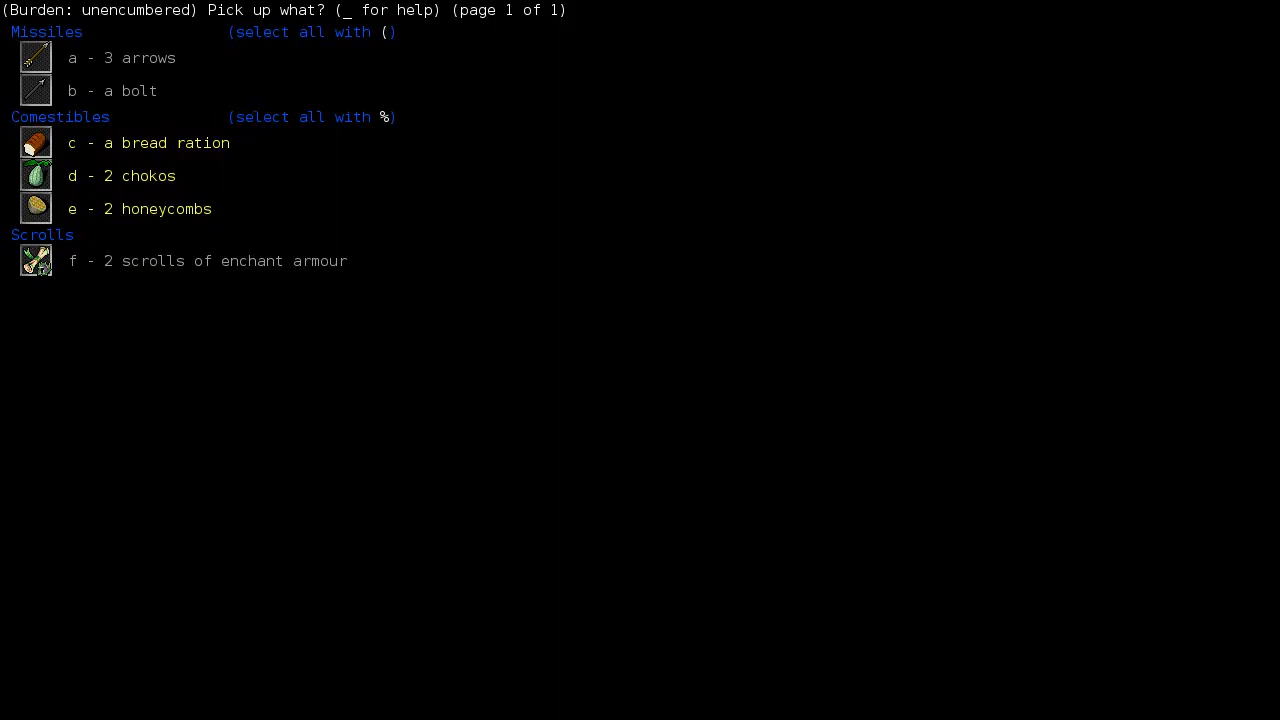 (Burden: unencumbered) Pick up what? (_ for help) (page 1 of 1)
Missiles (select all with ()
a - 3 arrows
b - a bolt
Comestibles (select all with %)
c - a bread ration
d - 2 chokos
e - 2 honeycombs
Scrolls
f - 2 scrolls of enchant armour